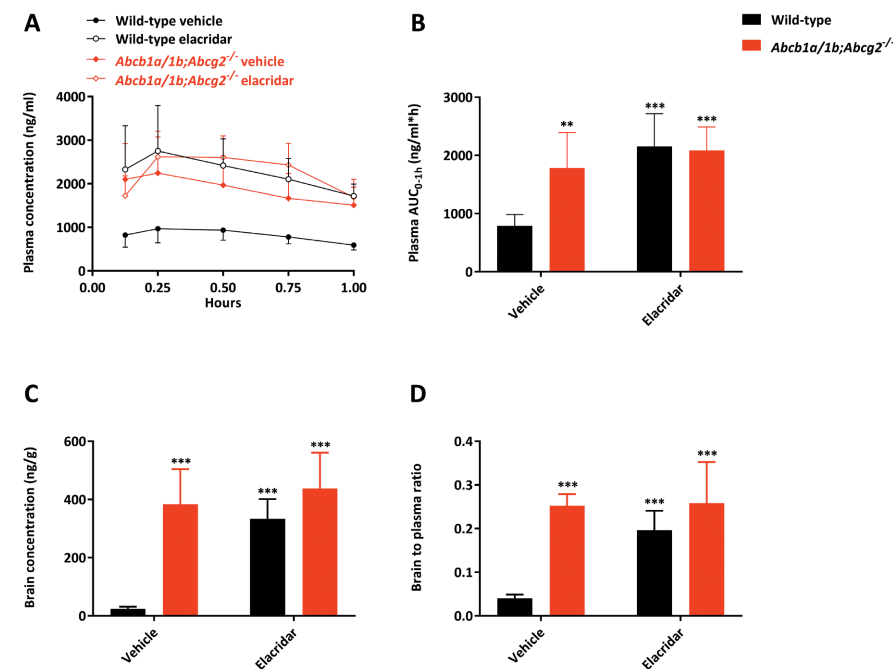 A
Wild-type vehicle
Wild-type elacridar
Abcb1a/1b;Abcg2-/- vehicle
Abcb1a/1b;Abcg2-/- elacridar
Plasma concentration (ng/ml)
4000
3000
2000
1000
0
0.00 0.25 0.50 0.75 1.00
Hours
B
Wild-type
Abcb1a/1b;Abcg2-/-
Plasma AUC0-1h (ng/ml*h)
3000
2000
1000
0
** *** ***
Vehicle Elacridar
C
Brain concentration (ng/g)
600
400
200
0
*** *** ***
Vehicle Elacridar
D
Brain to plasma ratio
0.4
0.3
0.2
0.1
0.0
*** *** ***
Vehicle Elacridar